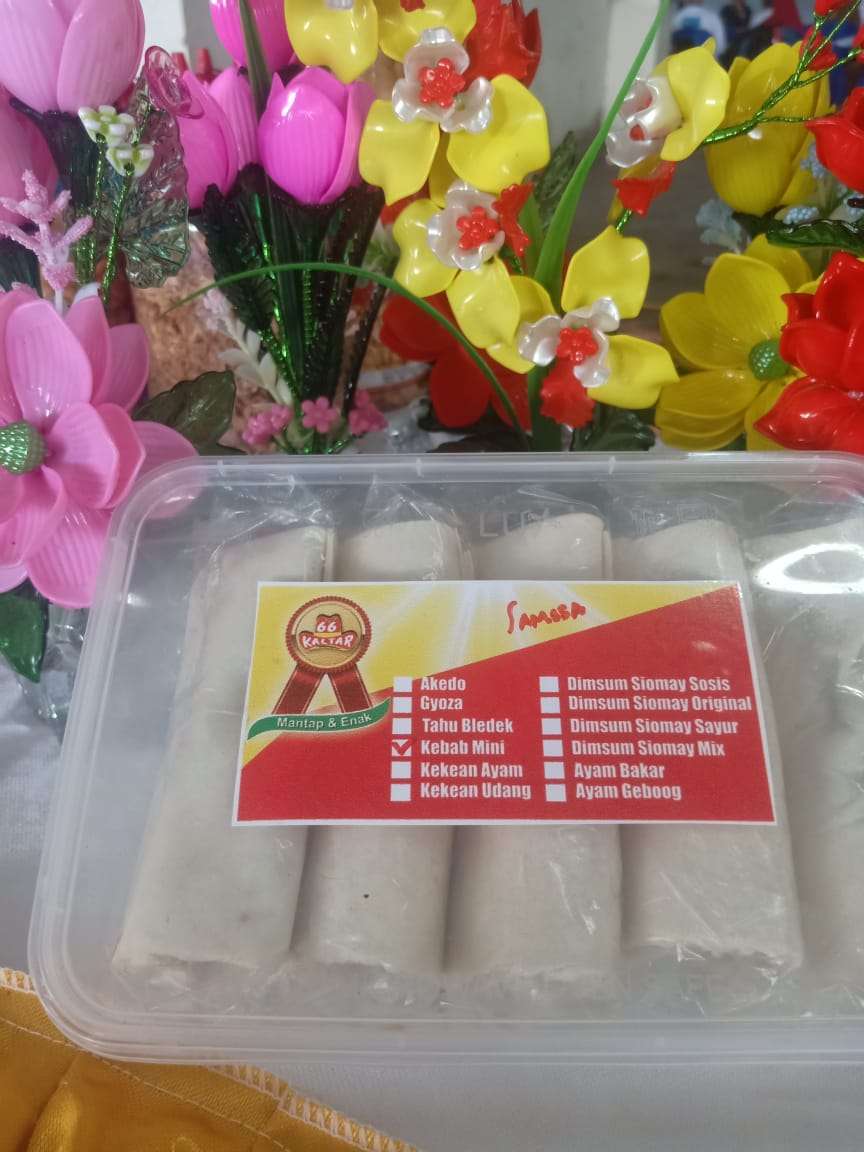 SAMOSA
66
KALTAR
Mantap & Enak
Akedo
Gyoza
Tahu Bledek
Kebab Mini
Kekean Ayam
Kekean Udang
Dimsum Siomay Sosis
Dimsum Siomay Original
Dimsum Siomay Sayur
Dimsum Siomay Mix
Ayam Bakar
Ayam Geboog